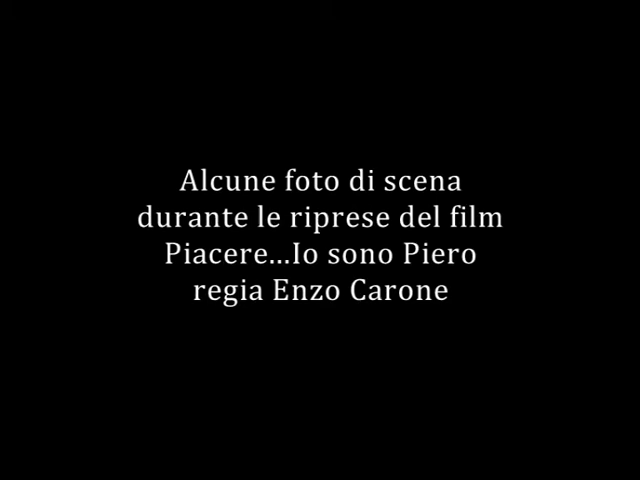 Alcune foto di scena
durante le riprese del film
Piacere...Io sono Piero
regia Enzo Carone